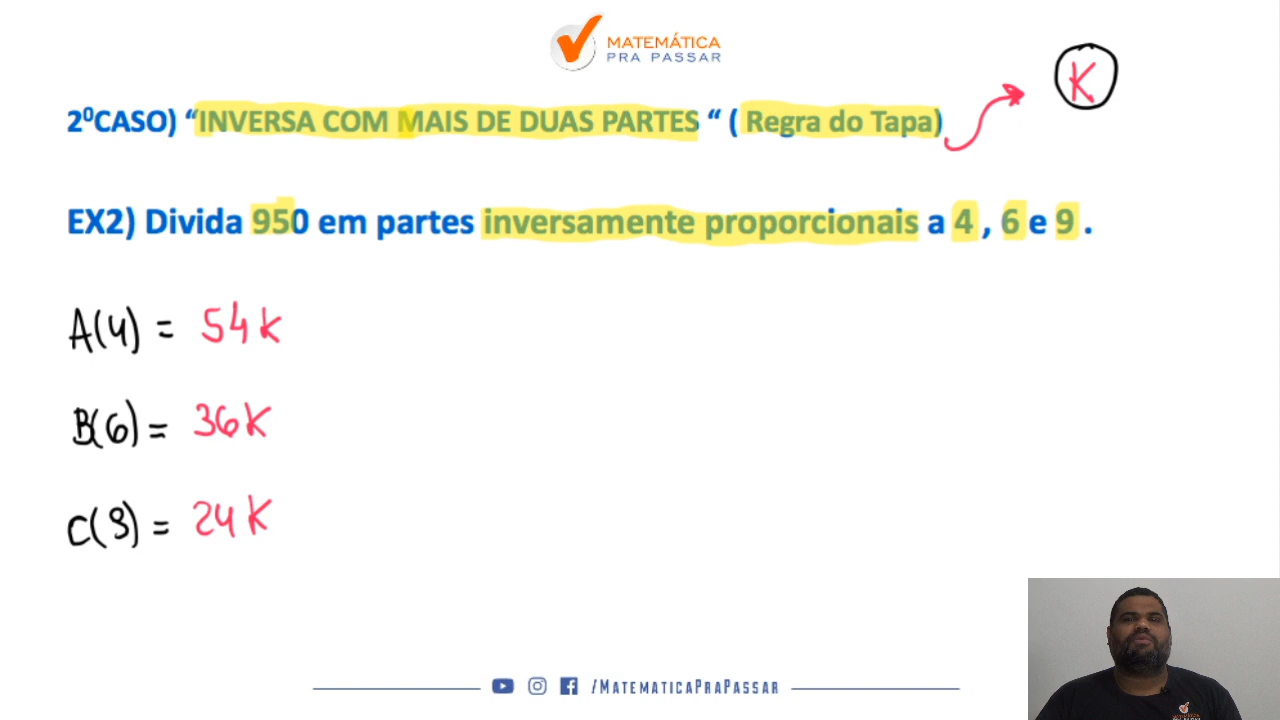 MATEMÁTICA
PRA PASSAR
K
2ºCASO) “INVERSA COM MAIS DE DUAS PARTES “ ( Regra do Tapa)
EX2) Divida 950 em partes inversamente proporcionais a 4 , 6 e 9 .
A(4) = 54K
B(6) = 36K
C(9) = 24K
/MATEMATICAPRAPASSAR